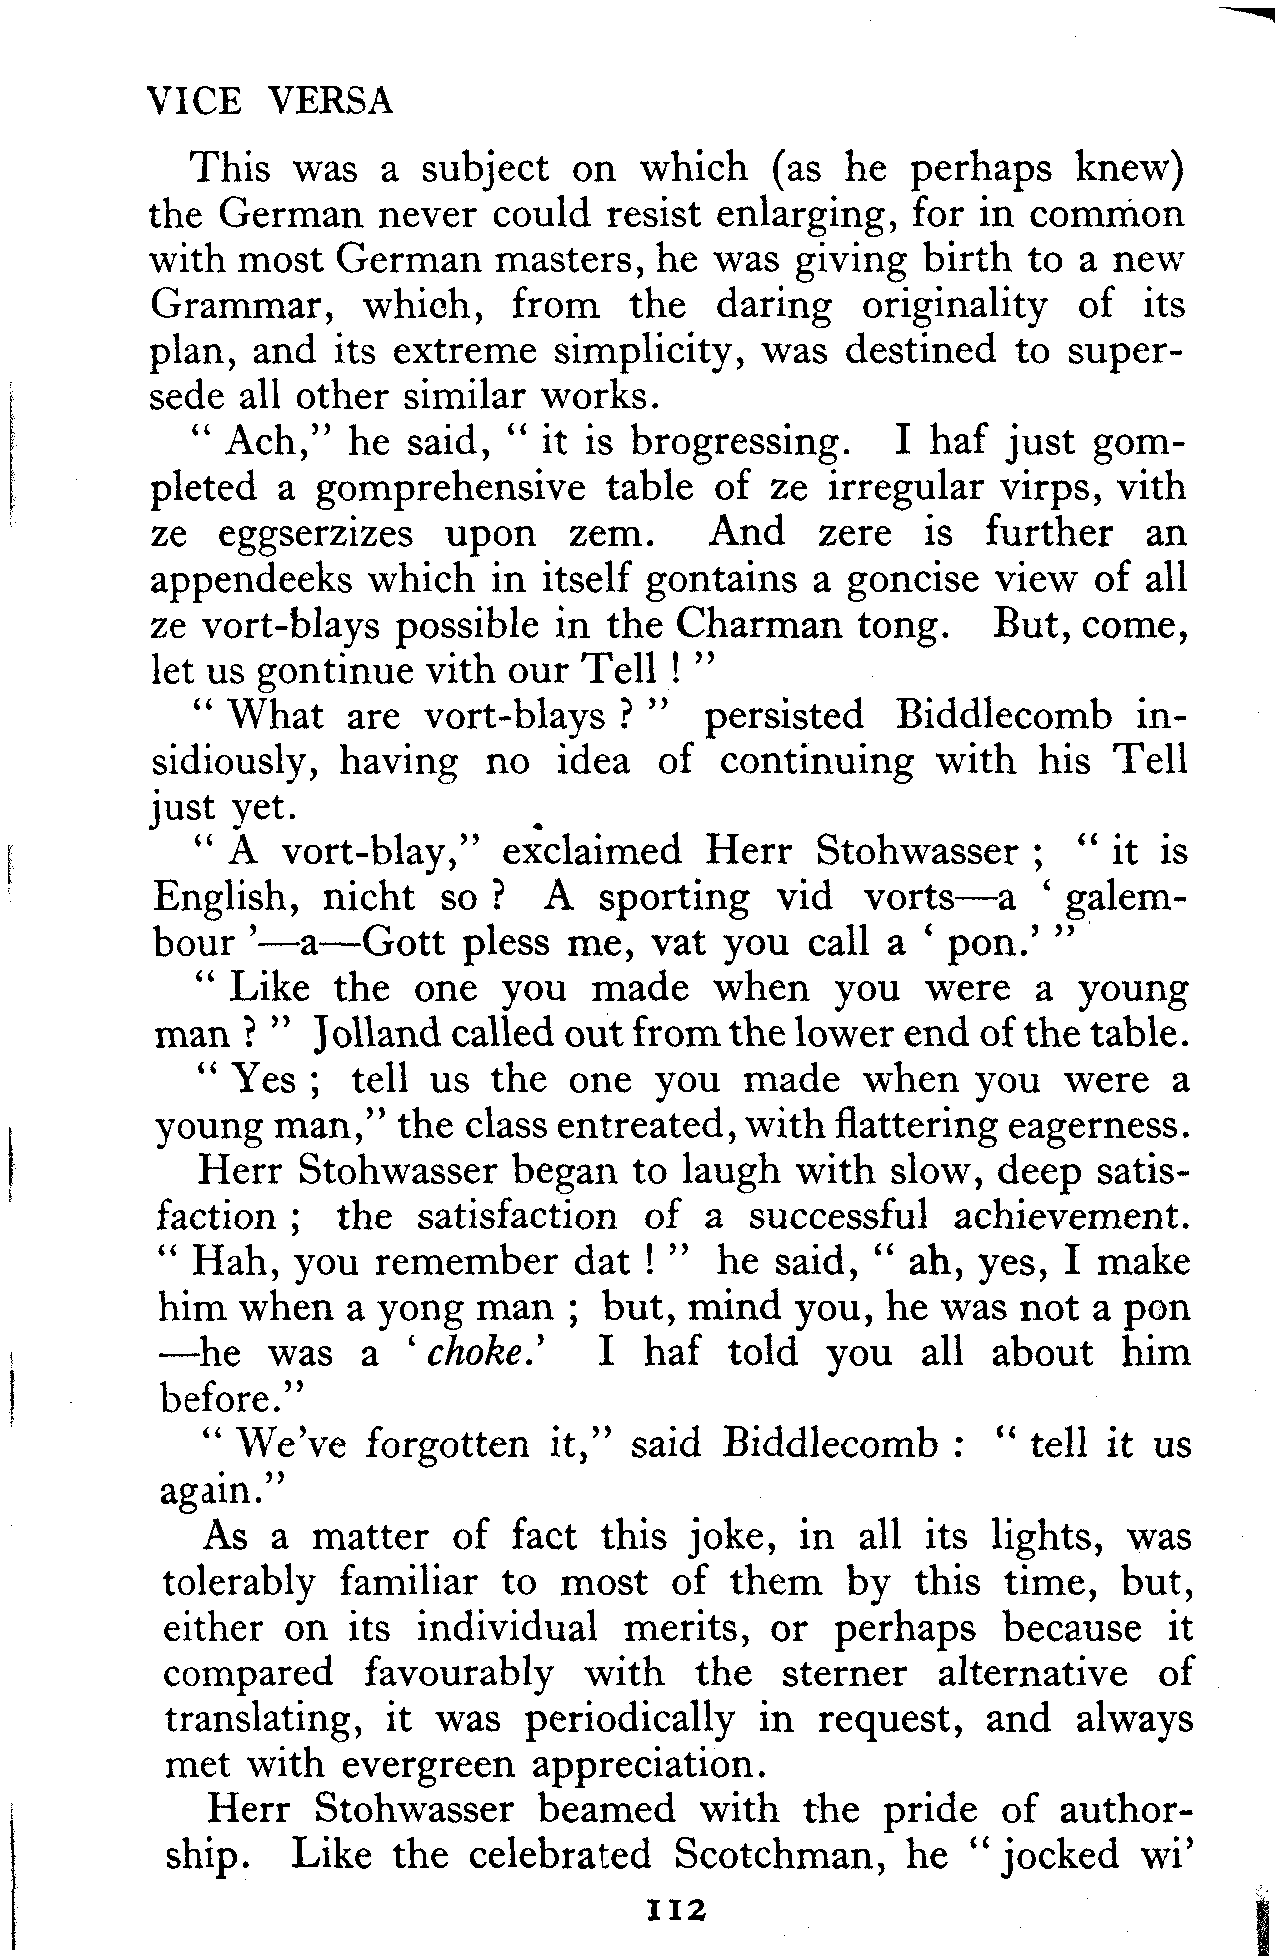 VICE VERSA
This was a subject on which (as he perhaps knew)
the German never could resist enlarging, for in common
with most German masters, he was giving birth to a new
Grammar, which, from the daring originality of its
plan, and its extreme simplicity, was destined to super-
sede all other similar works.
“ Ach,” he said, “ it is brogressing. I haf just gom-
pleted a gomprehensive table of ze irregular virps, vith
ze eggserzizes upon zem. And zere is further an
appendeeks which in itself gontains a goncise view of all
ze vort-blays possible in the Charman tong. But, come,
let us gontinue vith our Tell ! ”
“ What are vort-blays ? ” persisted Biddlecomb in-
sidiously, having no idea of continuing with his Tell
just yet.
“ A vort-blay,” exclaimed Herr Stohwasser ; “ it is
English, nicht so ? A sporting vid vorts—a ‘ galem-
bour ’—a—Gott pless me, vat you call a ‘ pon.’ ”
“ Like the one you made when you were a young
man ? ” Jolland called out from the lower end of the table.
“ Yes ; tell us the one you made when you were a
young man,” the class entreated, with flattering eagerness.
Herr Stohwasser began to laugh with slow, deep satis-
faction ; the satisfaction of a successful achievement.
“ Hah, you remember dat ! ” he said, “ ah, yes, I make
him when a yong man ; but, mind you, he was not a pon
—he was a ‘ choke.’ I haf told you all about him
before.”
“ We’ve forgotten it,” said Biddlecomb : “ tell it us
again.”
As a matter of fact this joke, in all its lights, was
tolerably familiar to most of them by this time, but,
either on its individual merits, or perhaps because it
compared favourably with the sterner alternative of
translating, it was periodically in request, and always
met with evergreen appreciation.
Herr Stohwasser beamed with the pride of author-
ship. Like the celebrated Scotchman, he “ jocked wi’
112